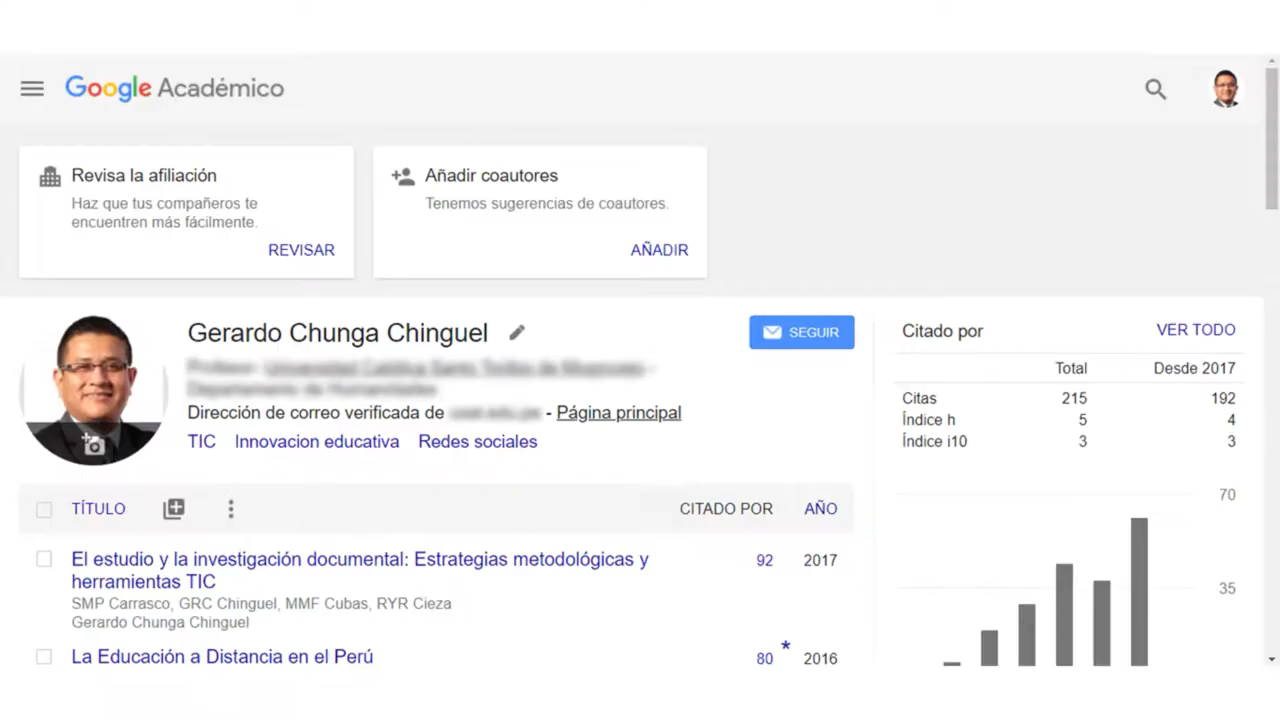 Google Académico
Revisa la afiliación
Haz que tus compañeros te
encuentren más fácilmente.
REVISAR
Añadir coautores
Tenemos sugerencias de coautores.
AÑADIR
Gerardo Chunga Chinguel
SEGUIR
Dirección de correo verificada de - Página principal
TIC Innovacion educativa Redes sociales
TÍTULO CITADO POR AÑO
El estudio y la investigación documental: Estrategias metodológicas y 92 2017
herramientas TIC
SMP Carrasco, GRC Chinguel, MMF Cubas, RYR Cieza
Gerardo Chunga Chinguel
La Educación a Distancia en el Perú 80 * 2016
Citado por VER TODO
Total Desde 2017
Citas 215 192
Índice h 5 4
Índice i10 3 3
70
35